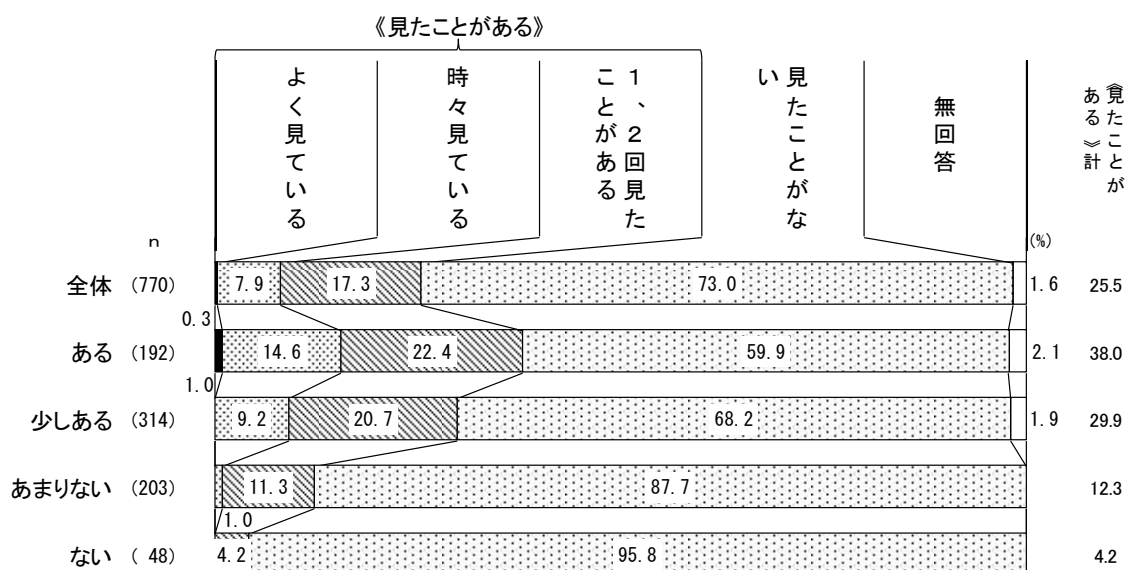 《見たことがある》
よく見ている
時々見ている
１、２回見た
ことがある
見たことがな
い
無回答
《見たことが
ある》計
n
(%)
全体 (770) 7.9 17.3 73.0 1.6 25.5
0.3
ある (192) 14.6 22.4 59.9 2.1 38.0
1.0
少しある (314) 9.2 20.7 68.2 1.9 29.9
あまりない (203) 11.3 87.7 12.3
1.0
ない ( 48) 4.2 95.8 4.2